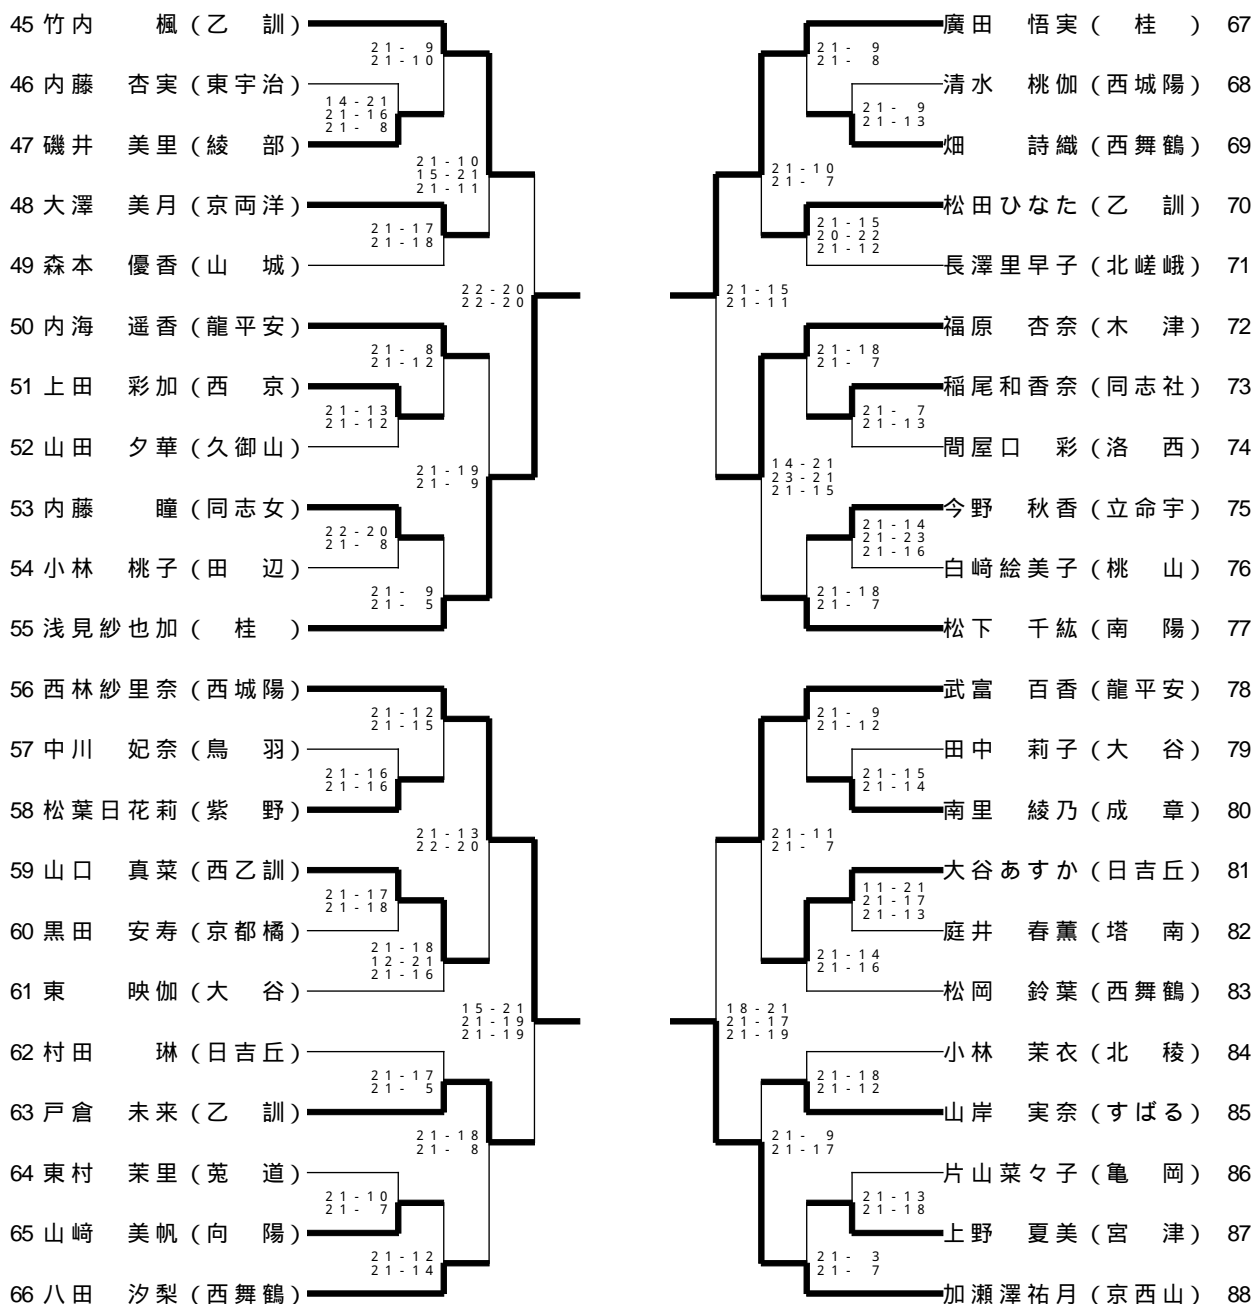 45 竹内　楓（乙　訓）
21 - 9
21 - 10
46 内藤　杏実（東宇治）
14 - 21
21 - 16
21 - 8
47 磯井　美里（綾　部）
21 - 10
15 - 21
21 - 11
48 大澤　美月（京両洋）
21 - 17
21 - 18
49 森本　優香（山　城）
22 - 20
22 - 20
50 内海　遥香（龍平安）
21 - 8
21 - 12
51 上田　彩加（西　京）
21 - 13
21 - 12
52 山田　夕華（久御山）
21 - 19
21 - 9
53 内藤　瞳（同志女）
22 - 20
21 - 8
54 小林　桃子（田　辺）
21 - 9
21 - 5
55 浅見紗也加（　桂　）
56 西林紗里奈（西城陽）
21 - 12
21 - 15
57 中川　妃奈（鳥　羽）
21 - 16
21 - 16
58 松葉日花莉（紫　野）
21 - 13
22 - 20
59 山口　真菜（西乙訓）
21 - 17
21 - 18
60 黒田　安寿（京都橘）
21 - 18
12 - 21
21 - 16
61 東　映伽（大　谷）
15 - 21
21 - 19
21 - 19
62 村田　琳（日吉丘）
21 - 17
21 - 5
63 戸倉　未来（乙　訓）
21 - 18
21 - 8
64 東村　茉里（莵　道）
21 - 10
21 - 7
65 山﨑　美帆（向　陽）
21 - 12
21 - 14
66 八田　汐梨（西舞鶴）
廣田　悟実（　桂　） 67
21 - 9
21 - 8
清水　桃伽（西城陽） 68
21 - 9
21 - 13
畑　詩織（西舞鶴） 69
21 - 10
21 - 7
松田ひなた（乙　訓） 70
21 - 15
20 - 22
21 - 12
長澤里早子（北嵯峨） 71
21 - 15
21 - 11
福原　杏奈（木　津） 72
21 - 18
21 - 7
稲尾和香奈（同志社） 73
21 - 7
21 - 13
間屋口　彩（洛　西） 74
14 - 21
23 - 21
21 - 15
今野　秋香（立命宇） 75
21 - 14
21 - 23
21 - 16
白﨑絵美子（桃　山） 76
21 - 18
21 - 7
松下　千紘（南　陽） 77
武富　百香（龍平安） 78
21 - 9
21 - 12
田中　莉子（大　谷） 79
21 - 15
21 - 14
南里　綾乃（成　章） 80
21 - 11
21 - 7
大谷あすか（日吉丘） 81
11 - 21
21 - 17
21 - 13
庭井　春薫（塔　南） 82
21 - 14
21 - 16
松岡　鈴葉（西舞鶴） 83
18 - 21
21 - 17
21 - 19
小林　茉衣（北　稜） 84
21 - 18
21 - 12
山岸　実奈（すばる） 85
21 - 9
21 - 17
片山菜々子（亀　岡） 86
21 - 13
21 - 18
上野　夏美（宮　津） 87
21 - 3
21 - 7
加瀬澤祐月（京西山） 88